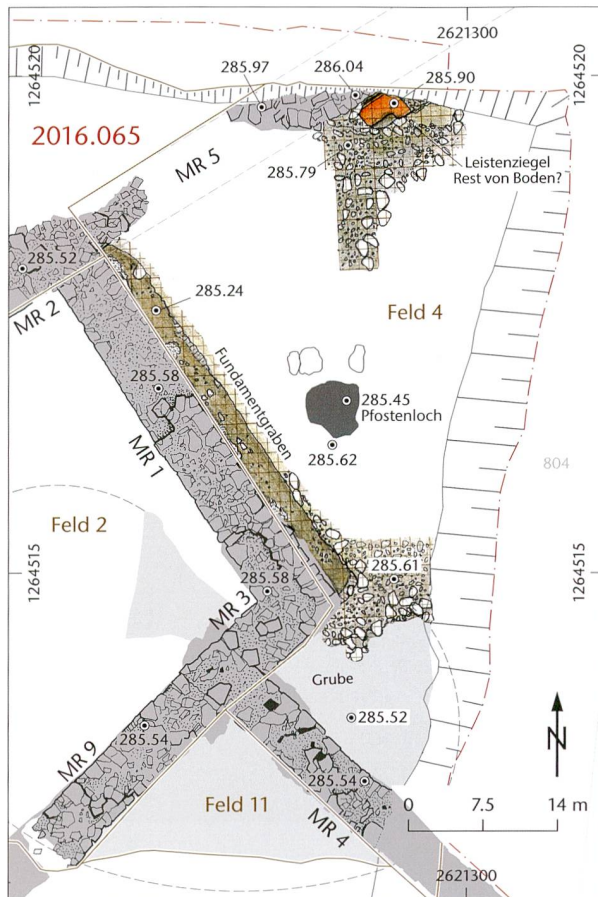 2621300
1264520
1264520
285.97
286.04
285.90
2016.065
MR 5
285.79
Leistenziegel
Rest von Boden?
285.52
MR 2
285.24
Feld 4
Fundamentgraben
285.58
285.45
Pfostenloch
MR 1
285.62
804
Feld 2
1264515
1264515
285.61
285.58
MR 3
Grube
285.52
N
MR 9
285.54
285.54
Feld 11
MR 4
0 7.5 14 m
2621300